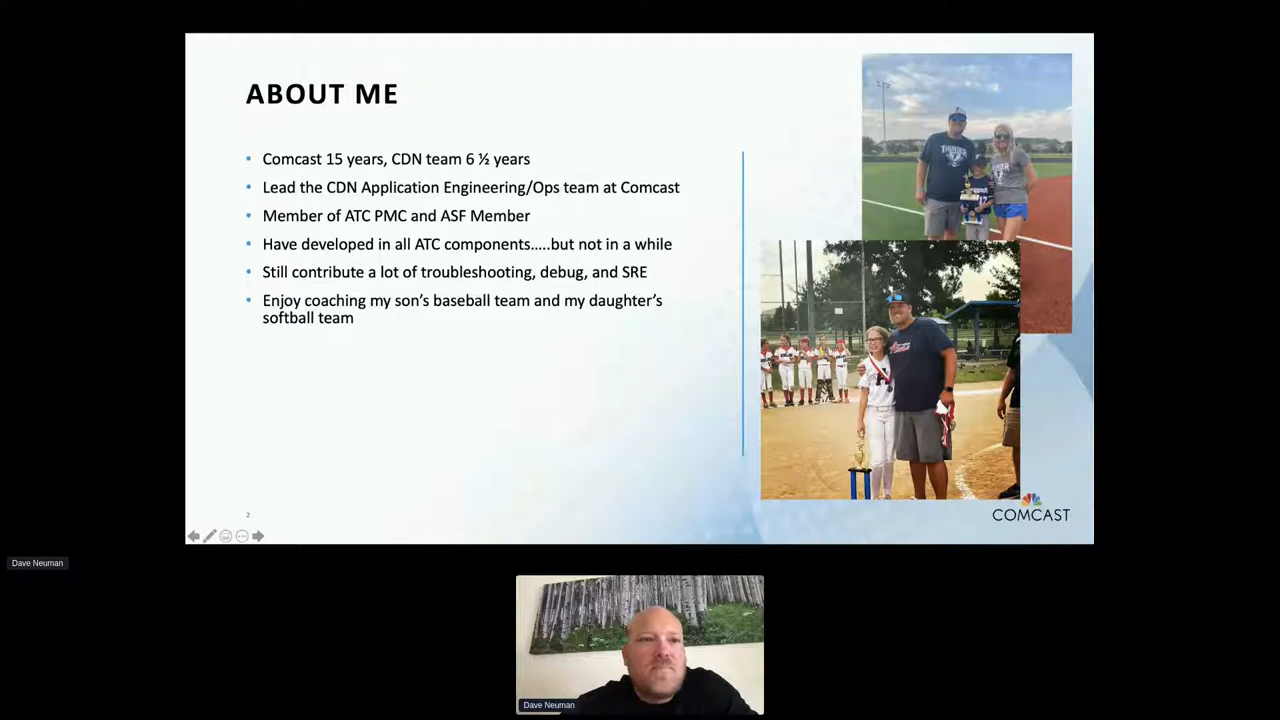 ABOUT ME
• Comcast 15 years, CDN team 6 ½ years
• Lead the CDN Application Engineering/Ops team at Comcast
• Member of ATC PMC and ASF Member
• Have developed in all ATC components…..but not in a while
• Still contribute a lot of troubleshooting, debug, and SRE
• Enjoy coaching my son’s baseball team and my daughter’s
softball team
THUNDER
2
COMCAST
Dave Neuman
Dave Neuman